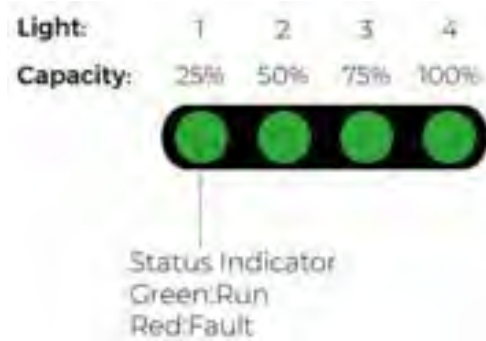 Light: 1 2 3 4
Capacity: 25% 50% 75% 100%
Status Indicator
Green:Run
Red:Fault